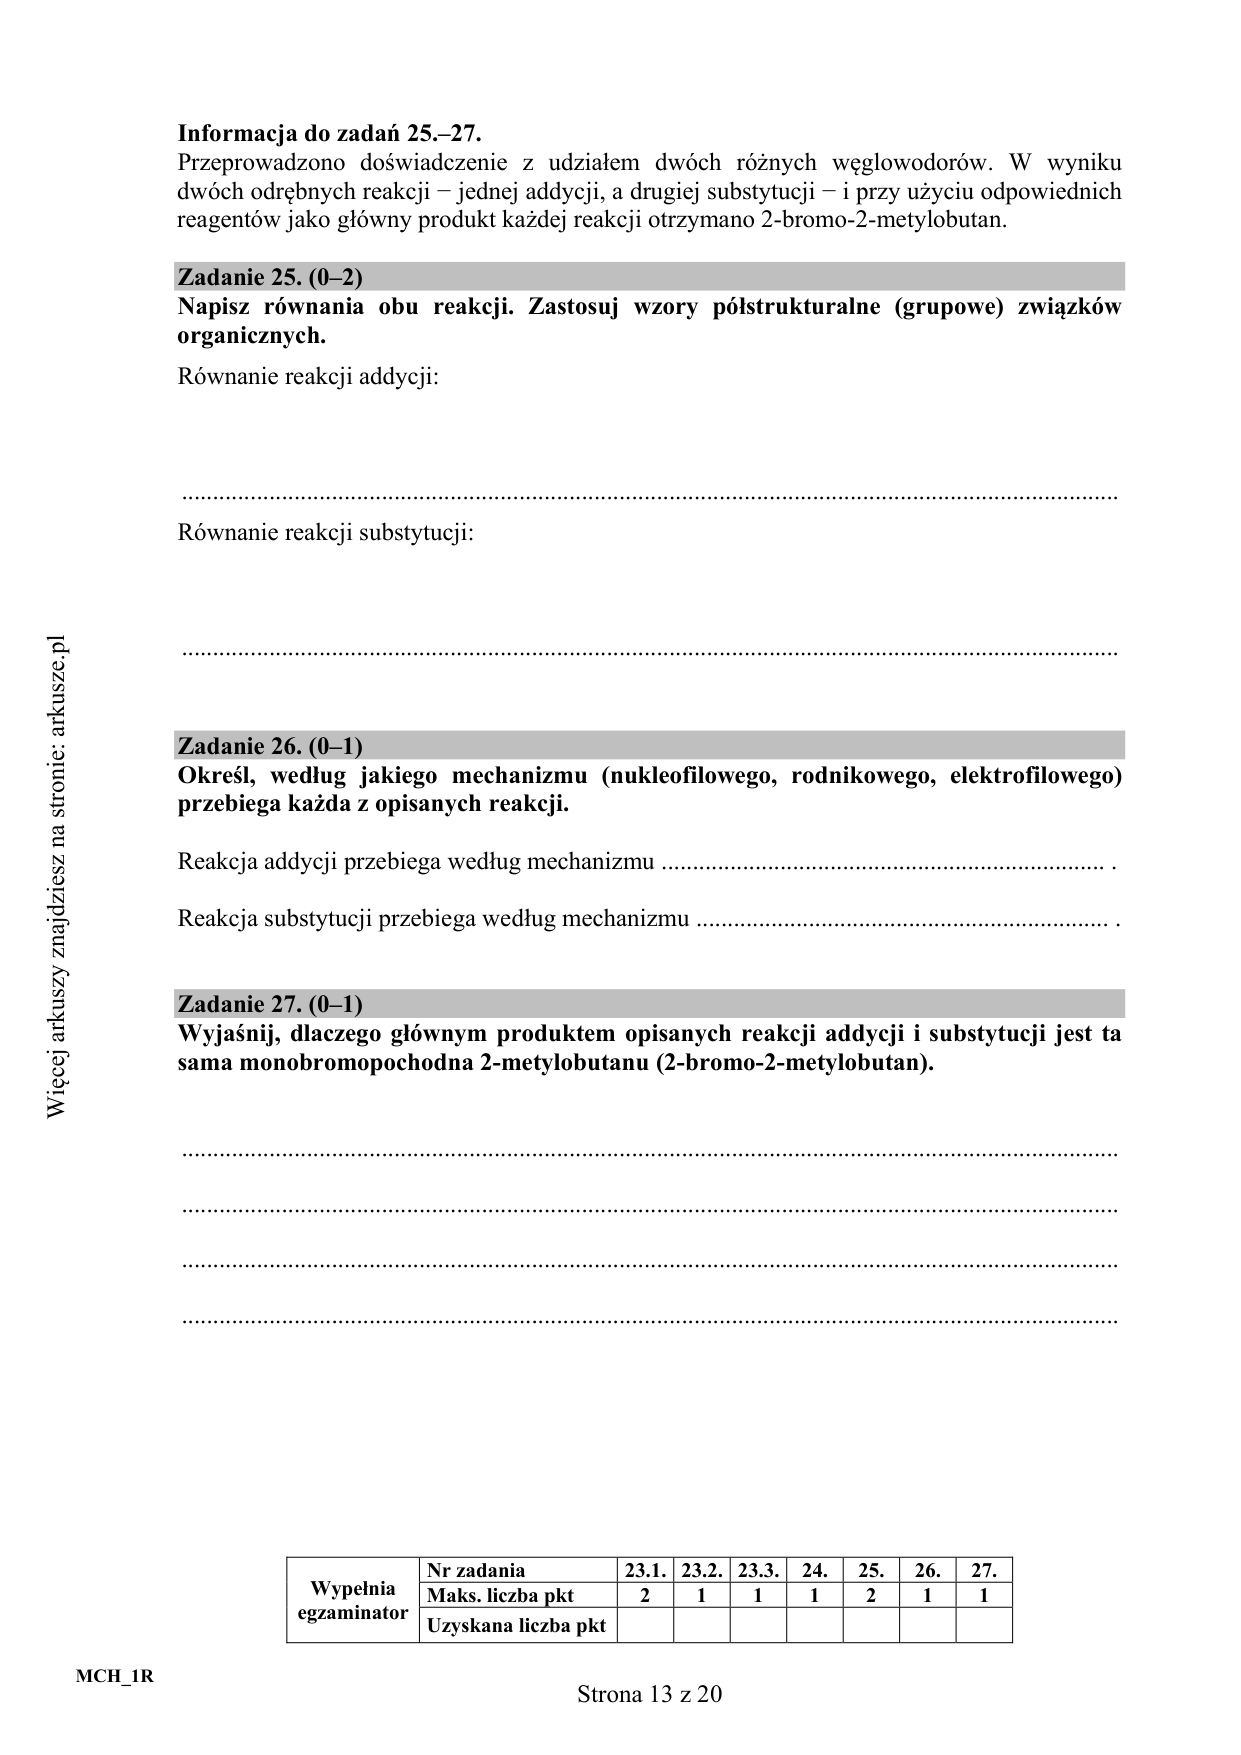 Informacja do zadań 25.–27.
Przeprowadzono doświadczenie z udziałem dwóch różnych węglowodorów. W wyniku
dwóch odrębnych reakcji − jednej addycji, a drugiej substytucji − i przy użyciu odpowiednich
reagentów jako główny produkt każdej reakcji otrzymano 2-bromo-2-metylobutan.
Zadanie 25. (0–2)
Napisz równania obu reakcji. Zastosuj wzory półstrukturalne (grupowe) związków
organicznych.
Równanie reakcji addycji:
......................................................................................................................................................
Równanie reakcji substytucji:
......................................................................................................................................................
Zadanie 26. (0–1)
Określ, według jakiego mechanizmu (nukleofilowego, rodnikowego, elektrofilowego)
przebiega każda z opisanych reakcji.
Reakcja addycji przebiega według mechanizmu ....................................................................... .
Reakcja substytucji przebiega według mechanizmu .................................................................. .
Zadanie 27. (0–1)
Wyjaśnij, dlaczego głównym produktem opisanych reakcji addycji i substytucji jest ta
sama monobromopochodna 2-metylobutanu (2-bromo-2-metylobutan).
......................................................................................................................................................
......................................................................................................................................................
......................................................................................................................................................
......................................................................................................................................................
Więcej arkuszy znajdziesz na stronie: arkusze.pl
Wypełnia
egzaminator
Nr zadania 23.1. 23.2. 23.3. 24. 25. 26. 27.
Maks. liczba pkt 2 1 1 1 2 1 1
Uzyskana liczba pkt
MCH_1R
Strona 13 z 20